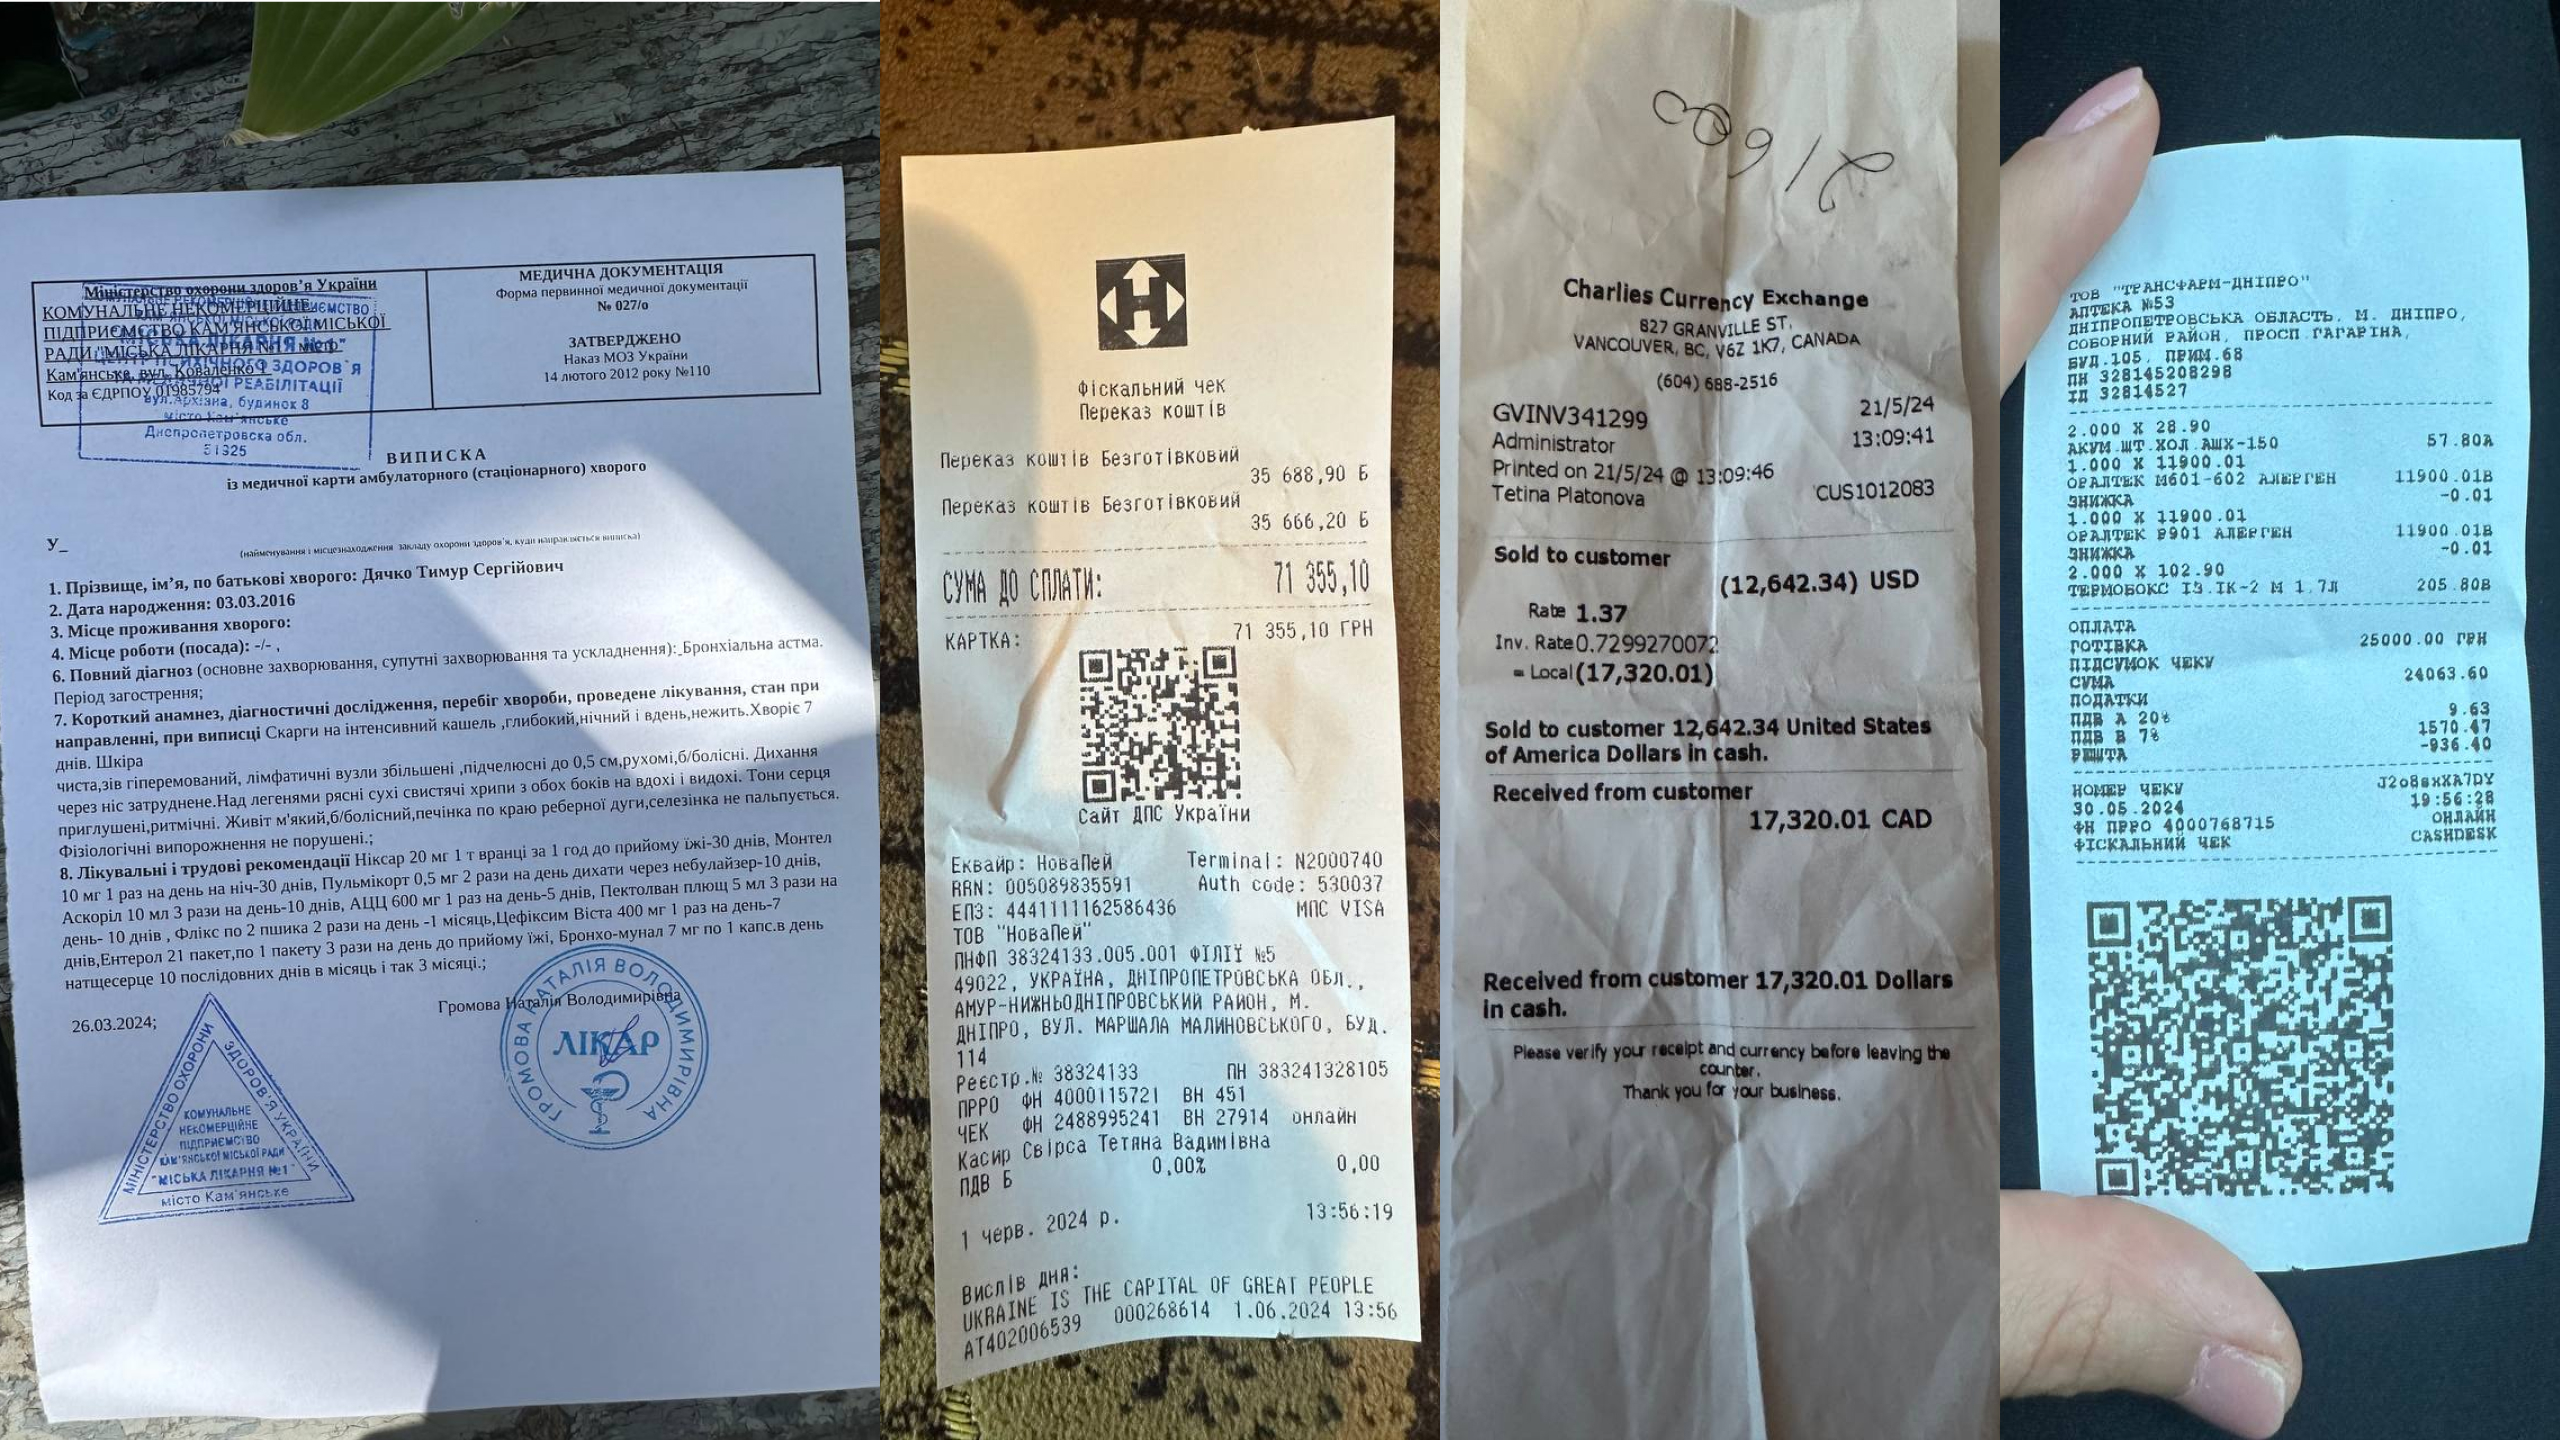 Міністерство охорони здоров'я України
КОМУНАЛЬНЕ НЕКОМЕРЦІЙНЕ
ПІДПРИЄМСТВО КАМ'ЯНСЬКОЇ МІСЬКОЇ
РАДИ "МІСЬКА ЛІКАРНЯ №1" місто
Кам'янське, вул. Коваленко 1
Код за ЄДРПОУ 01985794
"МІСЬКА ЛІКАРНЯ №1"
ЦЕНТР ПСИХІЧНОГО ЗДОРОВ'Я
ТА МЕДИЧНОЇ РЕАБІЛІТАЦІЇ
вул.Архізна, будинок 8
місто Кам'янське
Дніпропетровска обл.
51925
МЕДИЧНА ДОКУМЕНТАЦІЯ
Форма первинної медичної документації
№ 027/о
ЗАТВЕРДЖЕНО
Наказ МОЗ України
14 лютого 2012 року №110
ВИПИСКА
із медичної карти амбулаторного (стаціонарного) хворого
У_
(найменування і місцезнаходження закладу охорони здоров'я, куди направляється виписка)
1. Прізвище, ім'я, по батькові хворого: Дячко Тимур Сергійович
2. Дата народження: 03.03.2016
3. Місце проживання хворого:
4. Місце роботи (посада): -/- ,
6. Повний діагноз (основне захворювання, супутні захворювання та ускладнення): Бронхіальна астма.
Період загострення;
7. Короткий анамнез, діагностичні дослідження, перебіг хвороби, проведене лікування, стан при
направленні, при виписці Скарги на інтенсивний кашель ,глибокий,нічний і вдень,нежить.Хворіє 7
днів. Шкіра
чиста,зів гіперемований, лімфатичні вузли збільшені ,підчелюсні до 0,5 см,рухомі,б/болісні. Дихання
через ніс затруднене.Над легенями рясні сухі свистячі хрипи з обох боків на вдохі і видохі. Тони серця
приглушені,ритмічні. Живіт м'який,б/болісний,печінка по краю реберної дуги,селезінка не пальпується.
Фізіологічні випорожнення не порушені.;
8. Лікувальні і трудові рекомендації Ніксар 20 мг 1 т вранці за 1 год до прийому їжі-30 днів, Монтел
10 мг 1 раз на день на ніч-30 днів, Пульмікорт 0,5 мг 2 рази на день дихати через небулайзер-10 днів,
Аскоріл 10 мл 3 рази на день-10 днів, АЦЦ 600 мг 1 раз на день-5 днів, Пектолван плющ 5 мл 3 рази на
день- 10 днів , Флікс по 2 пшика 2 рази на день -1 місяць,Цефіксим Віста 400 мг 1 раз на день-7
днів,Ентерол 21 пакет,по 1 пакету 3 рази на день до прийому їжі, Бронхо-мунал 7 мг по 1 капс.в день
натщесерце 10 послідовних днів в місяць і так 3 місяці.;
Громова Наталія Володимирівна
26.03.2024;
МІНІСТЕРСТВО ОХОРОНИ ЗДОРОВ'Я УКРАЇНИ
КОМУНАЛЬНЕ
НЕКОМЕРЦІЙНЕ
ПІДПРИЄМСТВО
КАМ'ЯНСЬКОЇ МІСЬКОЇ РАДИ
"МІСЬКА ЛІКАРНЯ №1"
місто Кам'янське
ГРОМОВА НАТАЛІЯ ВОЛОДИМИРІВНА
ЛІКАР
Н
Фіскальний чек
Переказ коштів
Переказ коштів Безготівковий
35 688,90 Б
Переказ коштів Безготівковий
35 666,20 Б
СУМА ДО СПЛАТИ: 71 355,10
КАРТКА: 71 355,10 ГРН
Сайт ДПС України
Еквайр: НоваПей Terminal: N2000740
RRN: 005089835591 Auth code: 530037
ЕПЗ: 4441111162586436 МПС VISA
ТОВ "НоваПей"
ПНФП 38324133.005.001 ФІЛІЇ №5
49022, УКРАЇНА, ДНІПРОПЕТРОВСЬКА ОБЛ.,
АМУР-НИЖНЬОДНІПРОВСЬКИЙ РАЙОН, М.
ДНІПРО, ВУЛ. МАРШАЛА МАЛИНОВСЬКОГО, БУД.
114
Реєстр.№ 38324133 ПН 383241328105
ПРРО ФН 4000115721 ВН 451
ЧЕК ФН 2488995241 ВН 27914 онлайн
Касир Свірса Тетяна Вадимівна
ПДВ Б 0,00% 0,00
1 черв. 2024 р. 13:56:19
Вислів дня:
UKRAINE IS THE CAPITAL OF GREAT PEOPLE
АТ402006539 000268614 1.06.2024 13:56
21600
Charlies Currency Exchange
827 GRANVILLE ST,
VANCOUVER, BC, V6Z 1K7, CANADA
(604) 688-2516
GVINV341299 21/5/24
Administrator 13:09:41
Printed on 21/5/24 @ 13:09:46
Tetina Platonova CUS1012083
Sold to customer
(12,642.34) USD
Rate 1.37
Inv. Rate 0.7299270072
= Local (17,320.01)
Sold to customer 12,642.34 United States
of America Dollars in cash.
Received from customer
17,320.01 CAD
Received from customer 17,320.01 Dollars
in cash.
Please verify your receipt and currency before leaving the
counter.
Thank you for your business.
ТОВ "ТРАНСФАРМ-ДНІПРО"
АПТЕКА №53
ДНІПРОПЕТРОВСЬКА ОБЛАСТЬ, М. ДНІПРО,
СОБОРНИЙ РАЙОН, ПРОСП ГАГАРІНА,
БУД.105, ПРИМ.68
ПН 328145208298
ІД 32814527
2.000 X 28.90
АКУМ.ШТ.ХОЛ.АШХ-150 57.80А
1.000 X 11900.01
ОРАЛТЕК М601-602 АЛЕРГЕН 11900.01В
ЗНИЖКА -0.01
1.000 X 11900.01
ОРАЛТЕК Р901 АЛЕРГЕН 11900.01В
ЗНИЖКА -0.01
2.000 X 102.90
ТЕРМОБОКС ІЗ.ІК-2 М 1.7Л 205.80В
ОПЛАТА
ГОТІВКА 25000.00 ГРН
ПІДСУМОК ЧЕКУ
СУМА 24063.60
ПОДАТКИ
ПДВ А 20% 9.63
ПДВ В 7% 1570.47
РЕШТА -936.40
НОМЕР ЧЕКУ J2o8sxXA7DY
30.05.2024 19:56:28
ФН ПРРО 4000768715 ОНЛАЙН
ФІСКАЛЬНИЙ ЧЕК CASHDESK